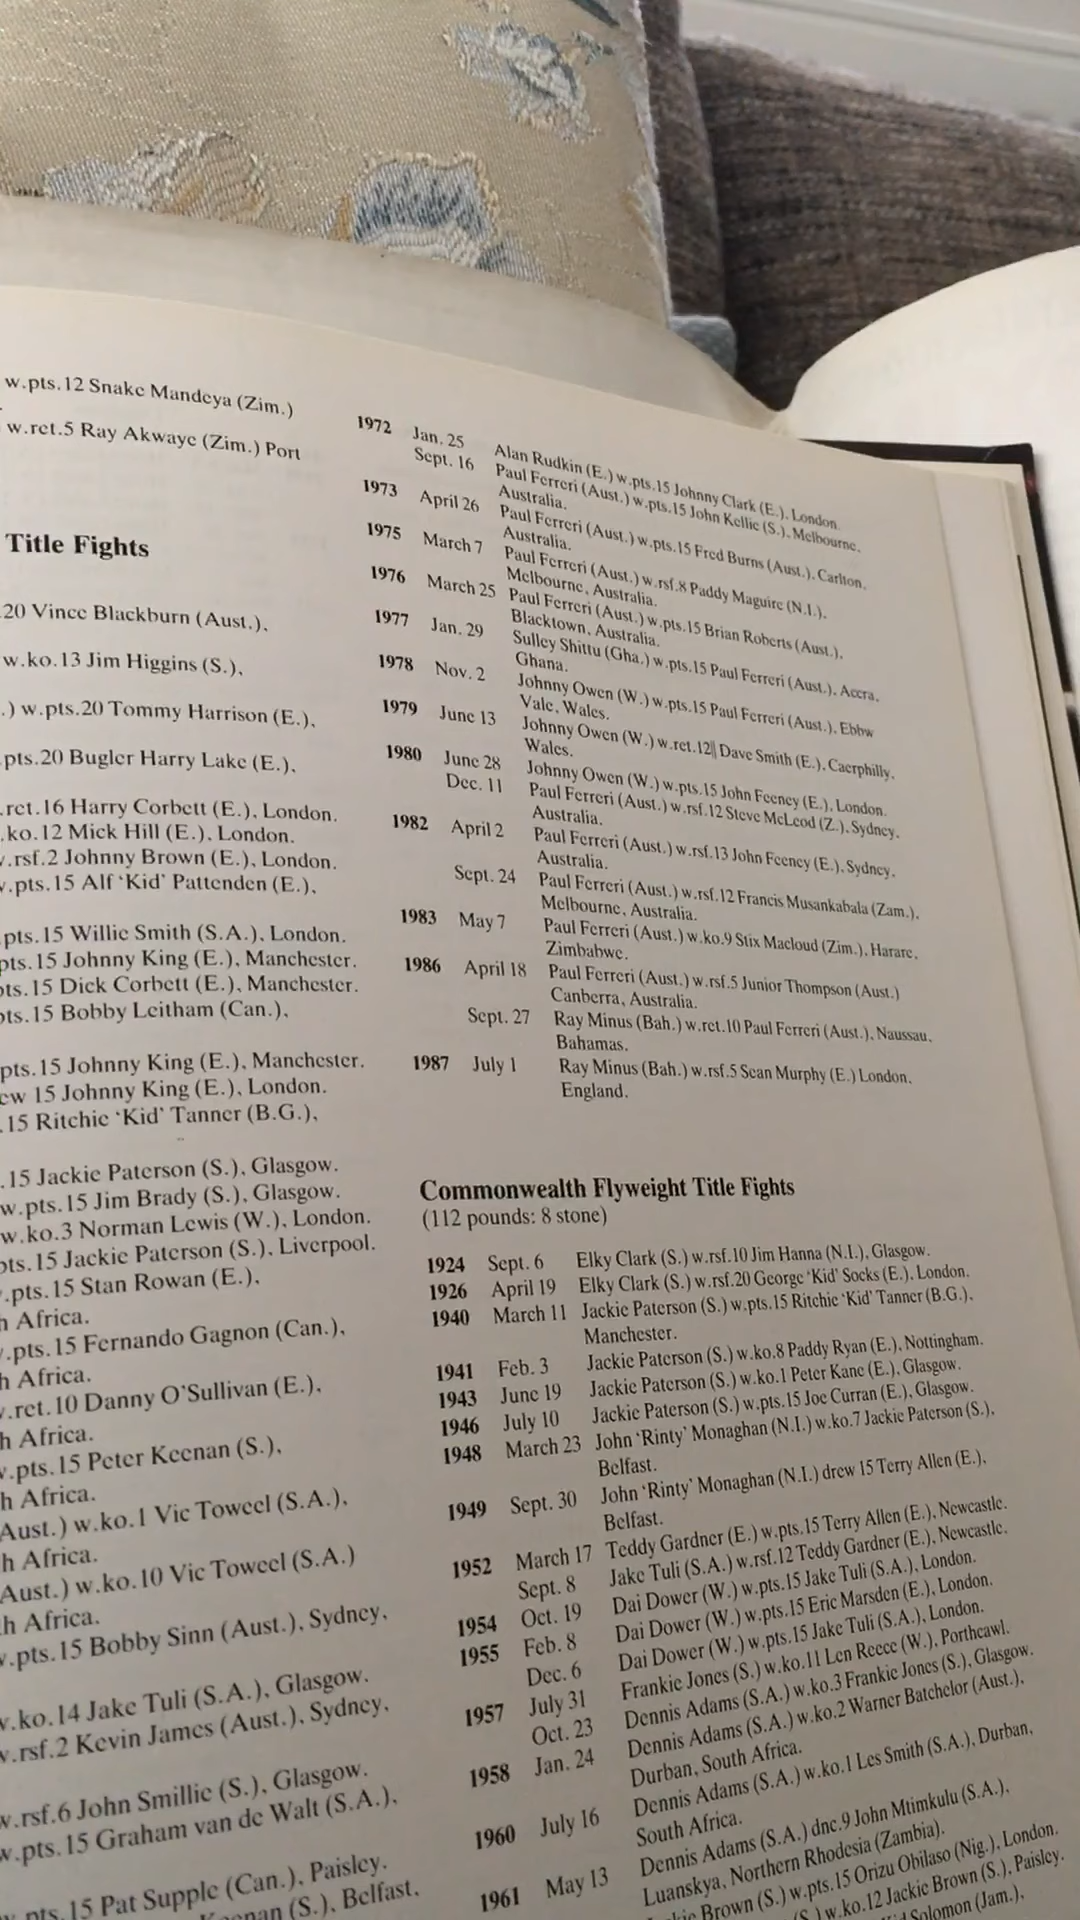 w.pts.12 Snake Mandeya (Zim.)
w.ret.5 Ray Akwaye (Zim.) Port
Title Fights
20 Vince Blackburn (Aust.),
w.ko.13 Jim Higgins (S.),
.) w.pts.20 Tommy Harrison (E.),
pts.20 Bugler Harry Lake (E.),
.ret.16 Harry Corbett (E.), London.
.ko.12 Mick Hill (E.), London.
.rsf.2 Johnny Brown (E.), London.
.pts.15 Alf ‘Kid’ Pattenden (E.),
pts.15 Willie Smith (S.A.), London.
pts.15 Johnny King (E.), Manchester.
pts.15 Dick Corbett (E.), Manchester.
pts.15 Bobby Leitham (Can.),
pts.15 Johnny King (E.), Manchester.
ew 15 Johnny King (E.), London.
.15 Ritchie ‘Kid’ Tanner (B.G.),
.15 Jackie Paterson (S.), Glasgow.
w.pts.15 Jim Brady (S.), Glasgow.
w.ko.3 Norman Lewis (W.), London.
pts.15 Jackie Paterson (S.), Liverpool.
.pts.15 Stan Rowan (E.),
h Africa.
.pts.15 Fernando Gagnon (Can.),
h Africa.
.ret.10 Danny O’Sullivan (E.),
h Africa.
.pts.15 Peter Keenan (S.),
h Africa.
Aust.) w.ko.1 Vic Toweel (S.A.),
h Africa.
Aust.) w.ko.10 Vic Toweel (S.A.)
h Africa.
.pts.15 Bobby Sinn (Aust.), Sydney,
.ko.14 Jake Tuli (S.A.), Glasgow.
.rsf.2 Kevin James (Aust.), Sydney,
w.rsf.6 John Smillie (S.), Glasgow.
w.pts.15 Graham van de Walt (S.A.),
pts.15 Pat Supple (Can.), Paisley.
(S.), Belfast,
1972 Jan. 25 Alan Rudkin (E.) w.pts.15 Johnny Clark (E.), London.
Sept. 16 Paul Ferreri (Aust.) w.pts.15 John Kellie (S.), Melbourne,
Australia.
1973 April 26 Paul Ferreri (Aust.) w.pts.15 Fred Burns (Aust.), Carlton,
Australia.
1975 March 7 Paul Ferreri (Aust.) w.rsf.8 Paddy Maguire (N.I.),
Melbourne, Australia.
1976 March 25 Paul Ferreri (Aust.) w.pts.15 Brian Roberts (Aust.),
Blacktown, Australia.
1977 Jan. 29 Sulley Shittu (Gha.) w.pts.15 Paul Ferreri (Aust.), Accra,
Ghana.
1978 Nov. 2 Johnny Owen (W.) w.pts.15 Paul Ferreri (Aust.), Ebbw
Vale, Wales.
1979 June 13 Johnny Owen (W.) w.ret.12|| Dave Smith (E.), Caerphilly,
Wales.
1980 June 28 Johnny Owen (W.) w.pts.15 John Feeney (E.), London.
Dec. 11 Paul Ferreri (Aust.) w.rsf.12 Steve McLeod (Z.), Sydney,
Australia.
1982 April 2 Paul Ferreri (Aust.) w.rsf.13 John Feeney (E.), Sydney,
Australia.
Sept. 24 Paul Ferreri (Aust.) w.rsf.12 Francis Musankabala (Zam.),
Melbourne, Australia.
1983 May 7 Paul Ferreri (Aust.) w.ko.9 Stix Macloud (Zim.), Harare,
Zimbabwe.
1986 April 18 Paul Ferreri (Aust.) w.rsf.5 Junior Thompson (Aust.)
Canberra, Australia.
Sept. 27 Ray Minus (Bah.) w.ret.10 Paul Ferreri (Aust.), Naussau,
Bahamas.
1987 July 1 Ray Minus (Bah.) w.rsf.5 Sean Murphy (E.) London,
England.
Commonwealth Flyweight Title Fights
(112 pounds: 8 stone)
1924 Sept. 6 Elky Clark (S.) w.rsf.10 Jim Hanna (N.I.), Glasgow.
1926 April 19 Elky Clark (S.) w.rsf.20 George ‘Kid’ Socks (E.), London.
1940 March 11 Jackie Paterson (S.) w.pts.15 Ritchie ‘Kid’ Tanner (B.G.),
Manchester.
1941 Feb. 3 Jackie Paterson (S.) w.ko.8 Paddy Ryan (E.), Nottingham.
1943 June 19 Jackie Paterson (S.) w.ko.1 Peter Kane (E.), Glasgow.
1946 July 10 Jackie Paterson (S.) w.pts.15 Joe Curran (E.), Glasgow.
1948 March 23 John ‘Rinty’ Monaghan (N.I.) w.ko.7 Jackie Paterson (S.),
Belfast.
1949 Sept. 30 John ‘Rinty’ Monaghan (N.I.) drew 15 Terry Allen (E.),
Belfast.
1952 March 17 Teddy Gardner (E.) w.pts.15 Terry Allen (E.), Newcastle.
Sept. 8 Jake Tuli (S.A.) w.rsf.12 Teddy Gardner (E.), Newcastle.
1954 Oct. 19 Dai Dower (W.) w.pts.15 Jake Tuli (S.A.), London.
1955 Feb. 8 Dai Dower (W.) w.pts.15 Eric Marsden (E.), London.
Dec. 6 Dai Dower (W.) w.pts.15 Jake Tuli (S.A.), London.
1957 July 31 Frankie Jones (S.) w.ko.11 Len Reece (W.), Porthcawl.
Oct. 23 Dennis Adams (S.A.) w.ko.3 Frankie Jones (S.), Glasgow.
1958 Jan. 24 Dennis Adams (S.A.) w.ko.2 Warner Batchelor (Aust.),
Durban, South Africa.
July 16 Dennis Adams (S.A.) w.ko.1 Les Smith (S.A.), Durban,
South Africa.
1960 May 13 Dennis Adams (S.A.) dnc.9 John Mtimkulu (S.A.),
Luanskya, Northern Rhodesia (Zambia).
1961 Brown (S.) w.pts.15 Orizu Obilaso (Nig.), London.
w.ko.12 Jackie Brown (S.), Paisley.
Solomon (Jam.),